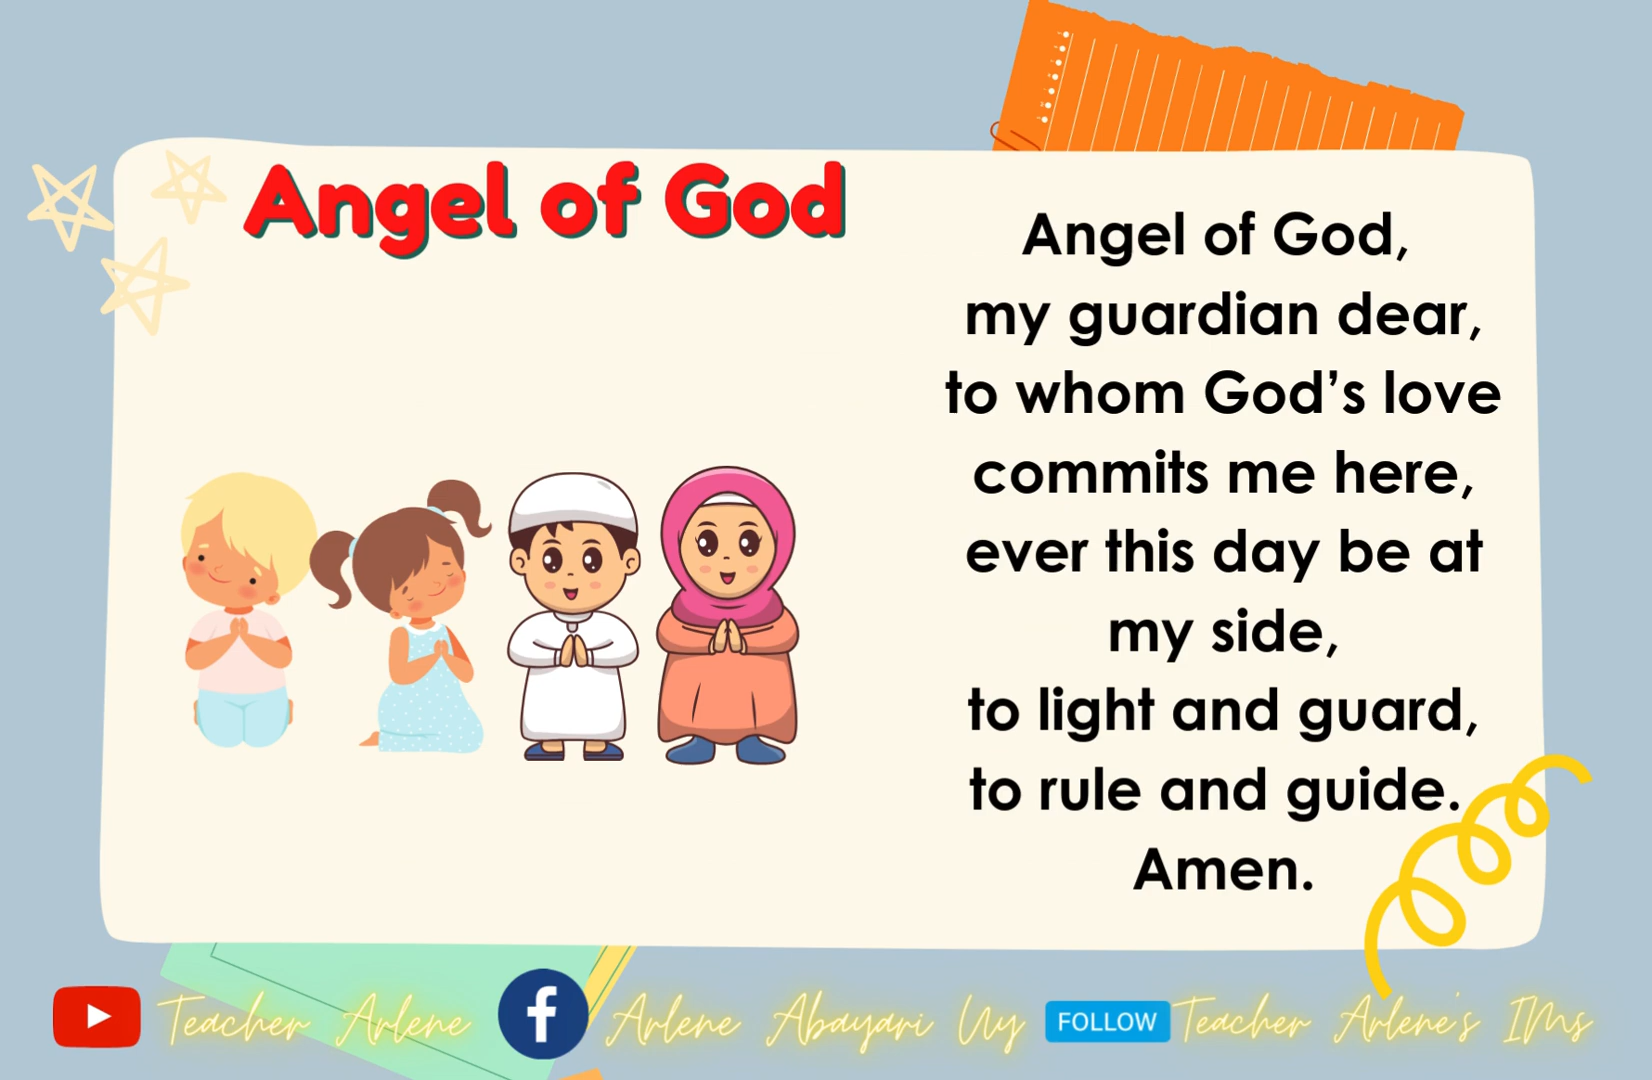 Angel of God
Angel of God,
my guardian dear,
to whom God’s love
commits me here,
ever this day be at
my side,
to light and guard,
to rule and guide.
Amen.
Teacher Arlene
f Arlene Abayari Uy
FOLLOW Teacher Arlene's IMs